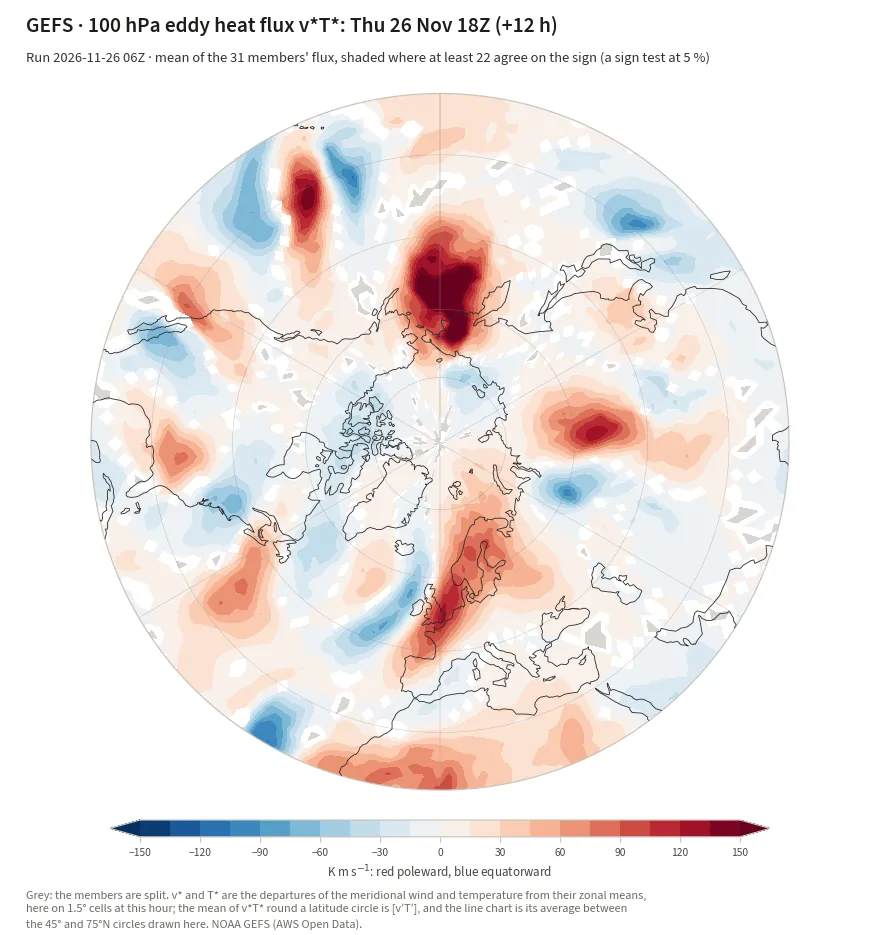 GEFS · 100 hPa eddy heat flux v*T*: Thu 26 Nov 18Z (+12 h)
Run 2026-11-26 06Z · mean of the 31 members' flux, shaded where at least 22 agree on the sign (a sign test at 5 %)
−150 −120 −90 −60 −30 0 30 60 90 120 150
K m s⁻¹: red poleward, blue equatorward
Grey: the members are split. v* and T* are the departures of the meridional wind and temperature from their zonal means,
here on 1.5° cells at this hour; the mean of v*T* round a latitude circle is [v'T'], and the line chart is its average between
the 45° and 75°N circles drawn here. NOAA GEFS (AWS Open Data).